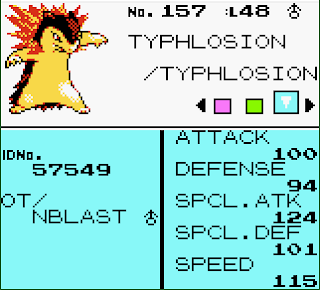 No. 157 :L48 ♂
TYPHLOSION
/TYPHLOSION
IDNo.
57549
OT/
NBLAST ♂
ATTACK
100
DEFENSE
94
SPCL.ATK
124
SPCL.DEF
101
SPEED
115